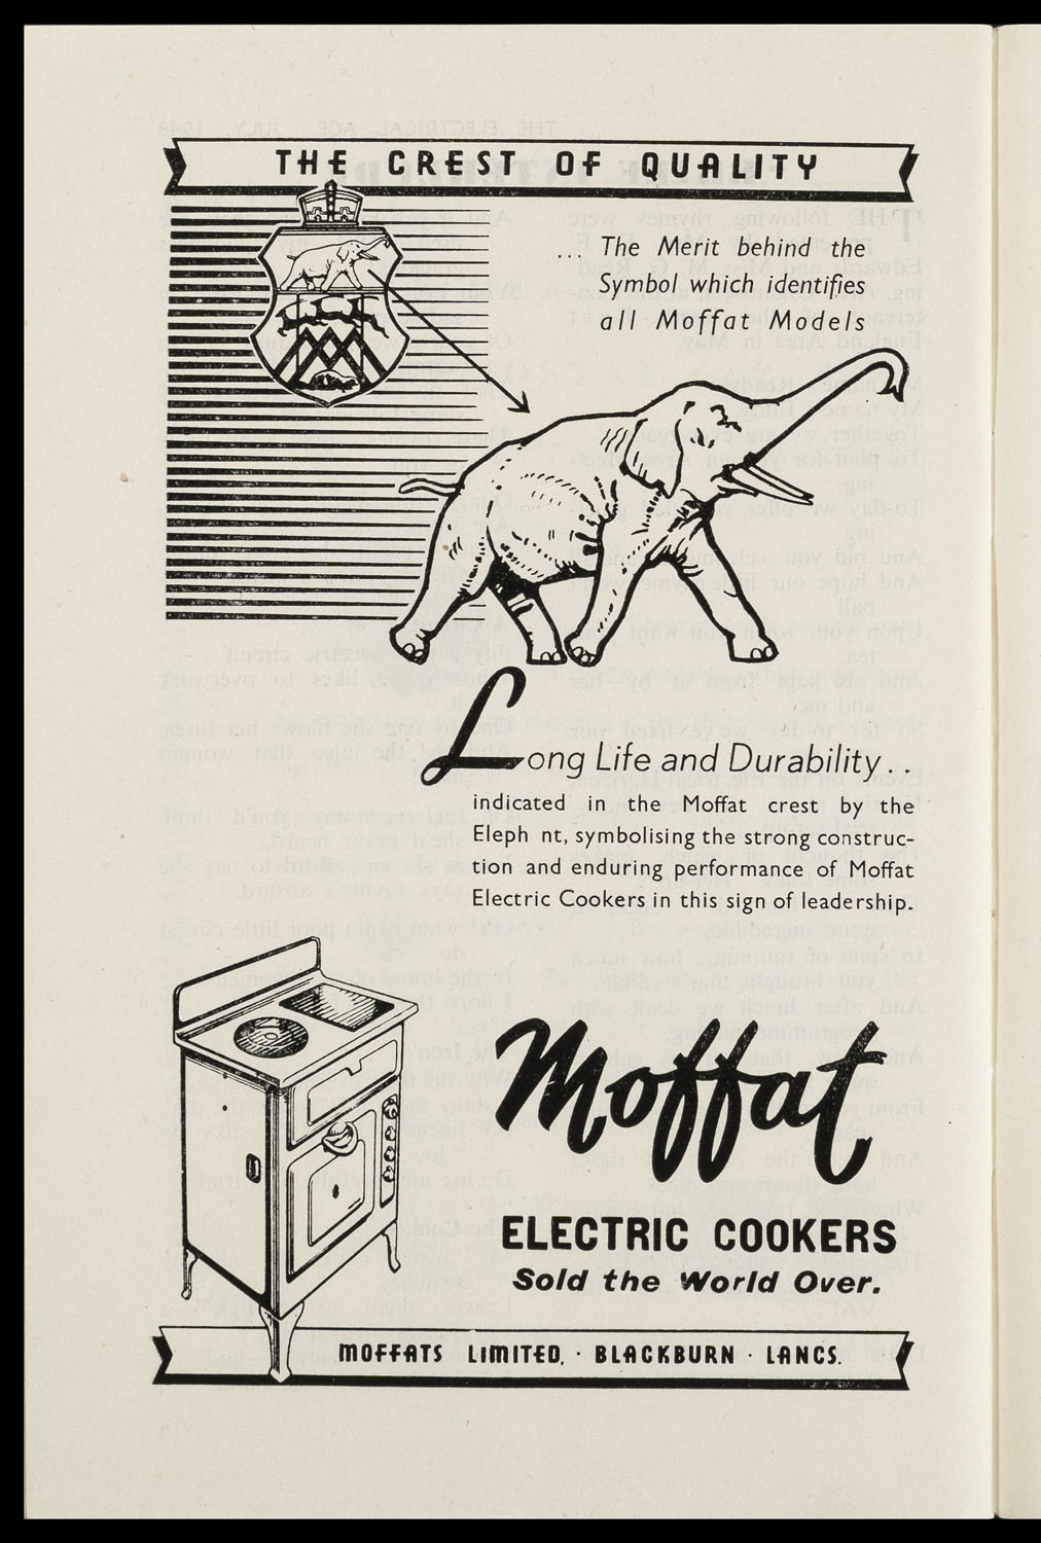 THE CREST OF QUALITY
... The Merit behind the
Symbol which identifies
all Moffat Models
Long Life and Durability..
indicated in the Moffat crest by the
Eleph nt, symbolising the strong construc-
tion and enduring performance of Moffat
Electric Cookers in this sign of leadership.
Moffat
ELECTRIC COOKERS
Sold the World Over.
MOFFATS LIMITED, · BLACKBURN · LANCS.